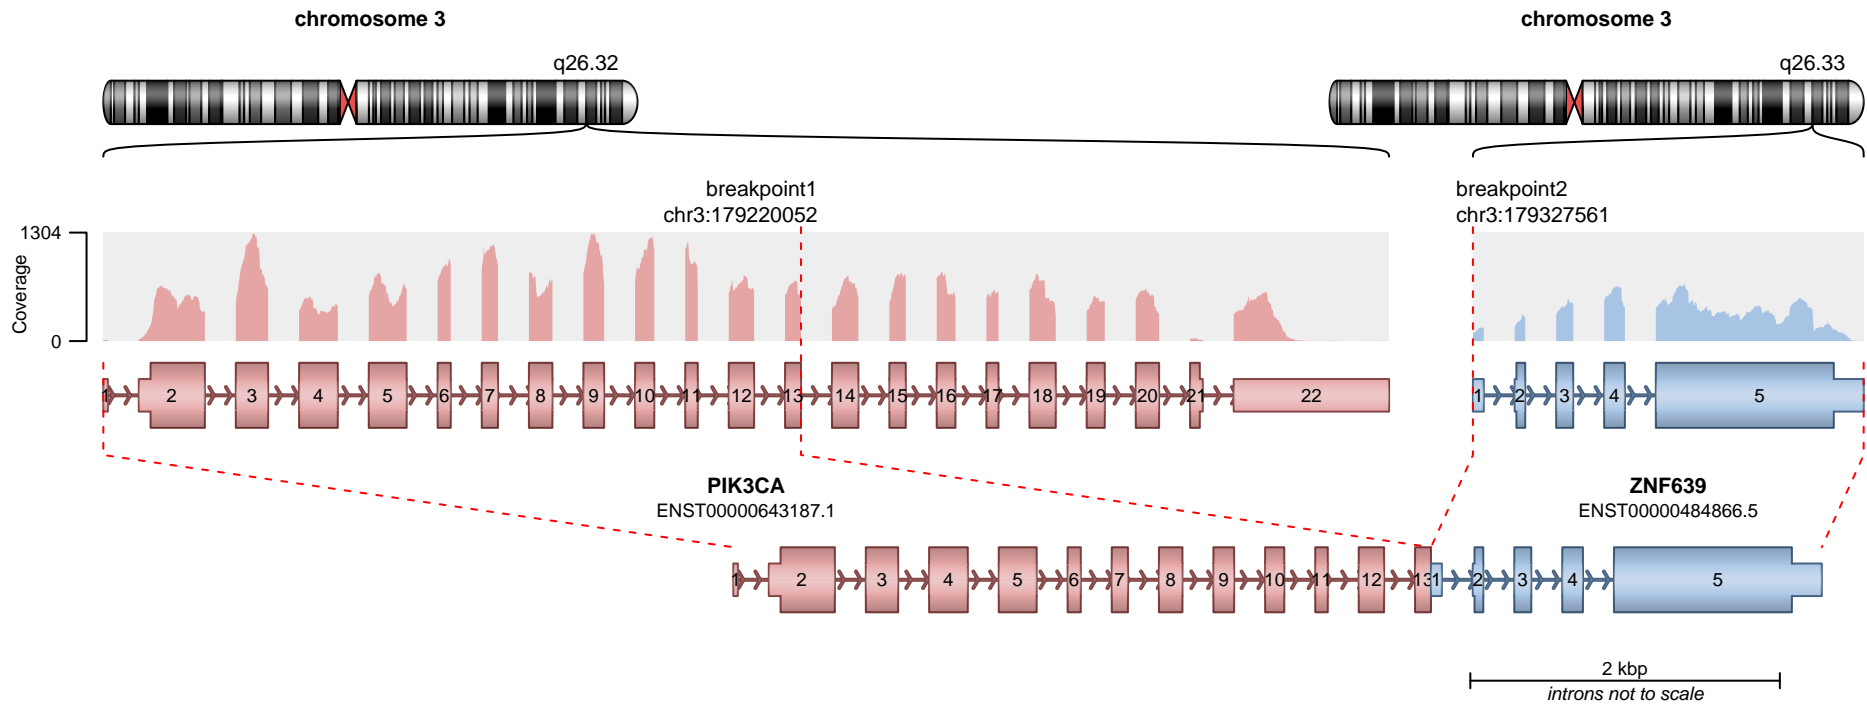 chromosome 3
chromosome 3
q26.32
q26.33
breakpoint1
chr3:179220052
breakpoint2
chr3:179327561
1304
Coverage
0
1 2 3 4 5 6 7 8 9 10 11 12 13 14 15 16 17 18 19 20 21 22
1 2 3 4 5
PIK3CA
ENST00000643187.1
ZNF639
ENST00000484866.5
1 2 3 4 5 6 7 8 9 10 11 12 13 1 2 3 4 5
2 kbp
introns not to scale